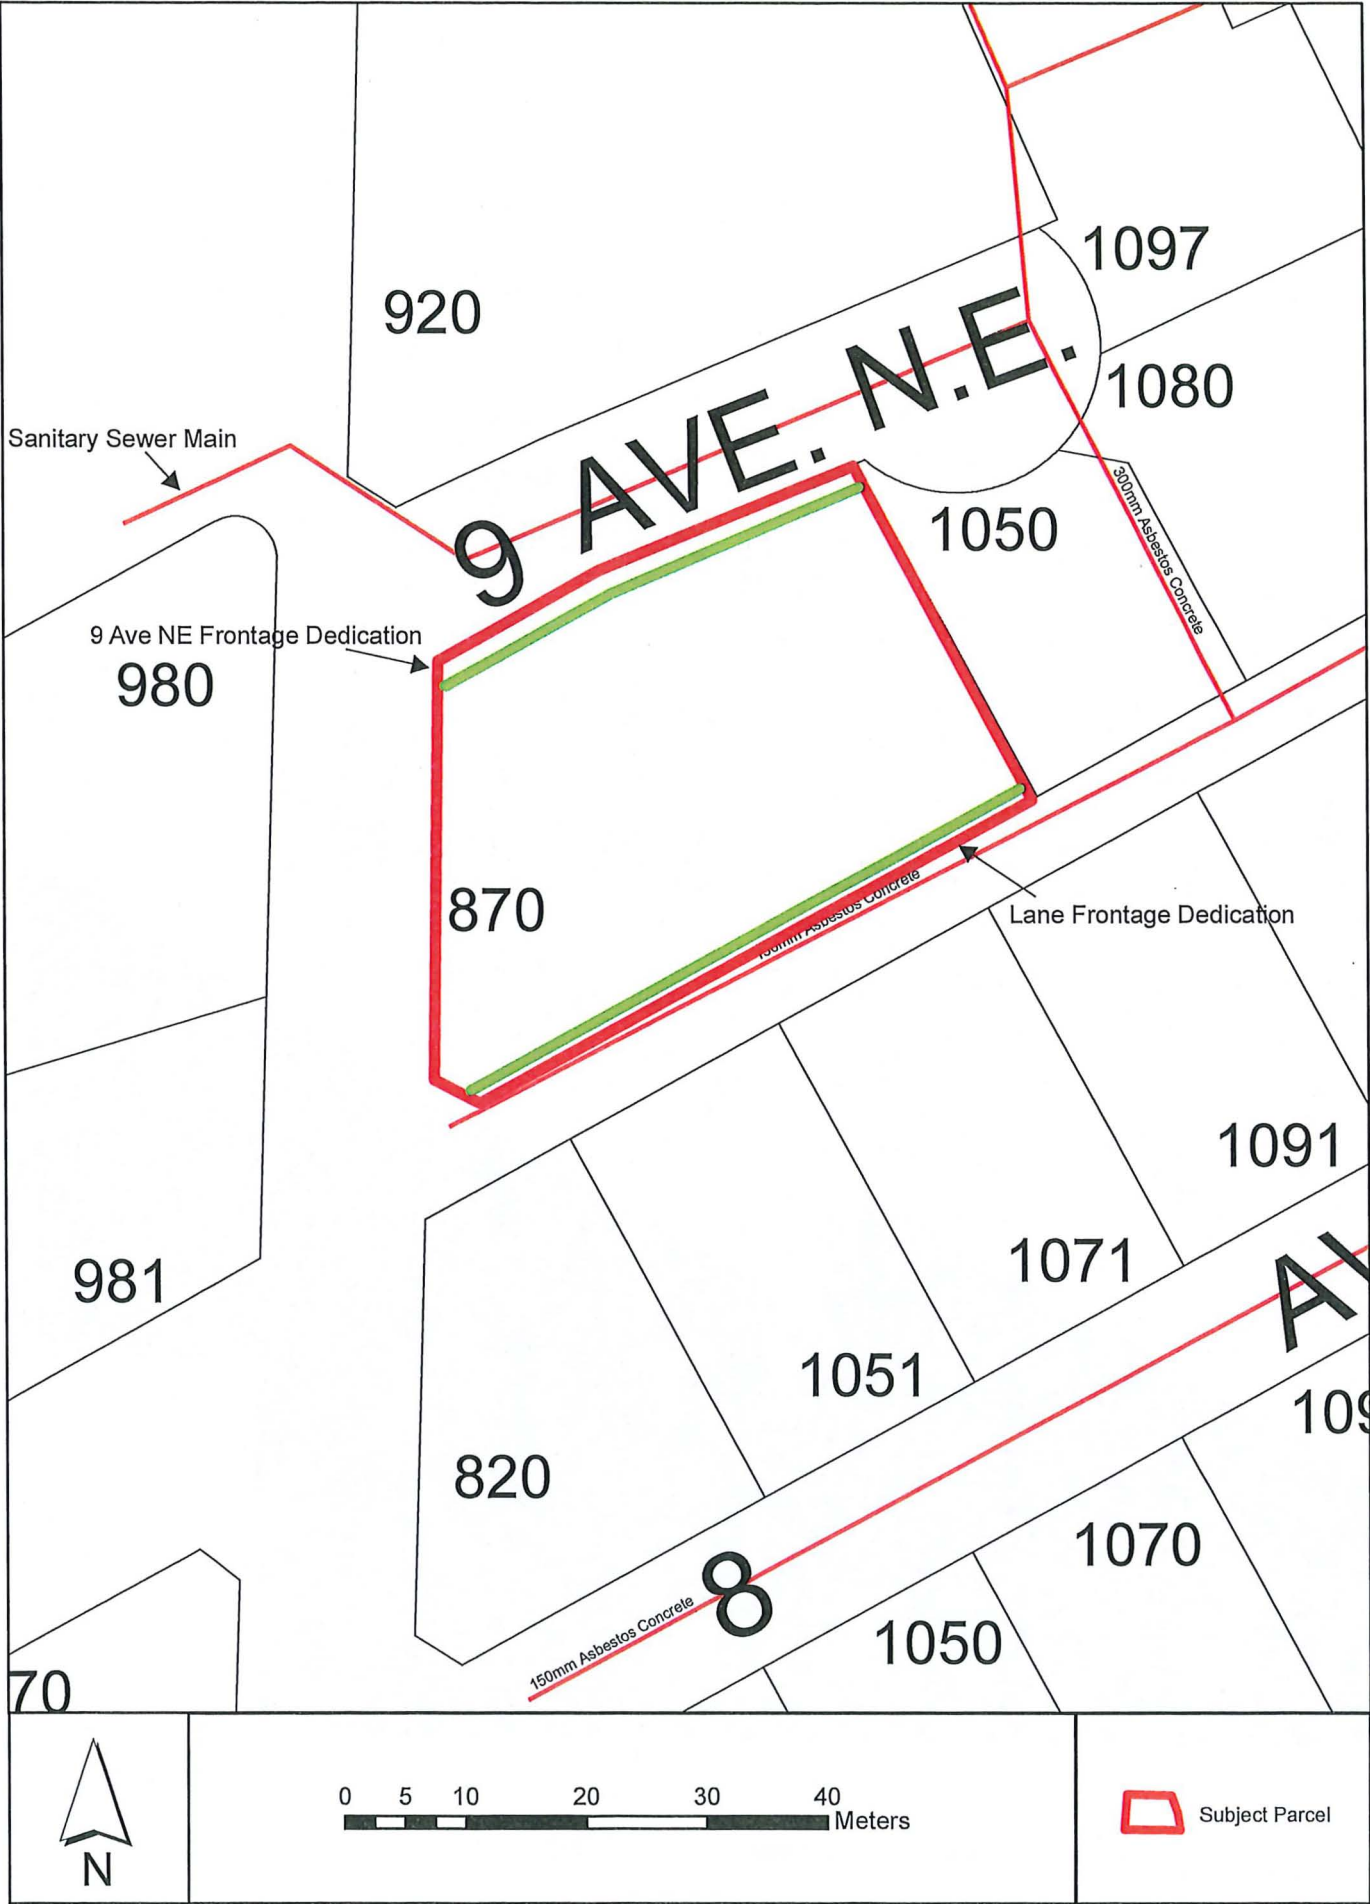 1097
920
9 AVE. N.E.
1080
Sanitary Sewer Main
300mm Asbestos Concrete
1050
9 Ave NE Frontage Dedication
980
870
Asbestos Concrete
Lane Frontage Dedication
1091
981
1071
AV
1051
109
820
1070
8
150mm Asbestos Concrete
1050
70
0 5 10 20 30 40
Meters
Subject Parcel
N